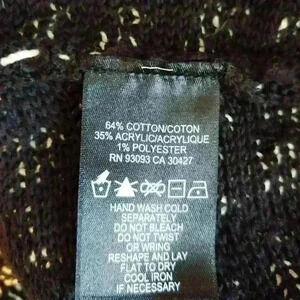 64% COTTON/COTON
35% ACRYLIC/ACRYLIQUE
1% POLYESTER
RN 93093 CA 30427
HAND WASH COLD
SEPARATELY
DO NOT BLEACH
DO NOT TWIST
OR WRING
RESHAPE AND LAY
FLAT TO DRY
COOL IRON
IF NECESSARY